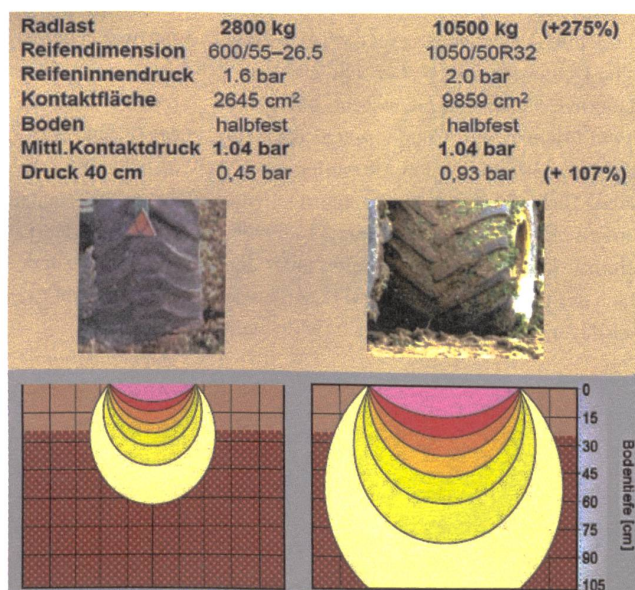 Radlast 2800 kg 10500 kg (+275%)
Reifendimension 600/55–26.5 1050/50R32
Reifeninnendruck 1.6 bar 2.0 bar
Kontaktfläche 2645 cm² 9859 cm²
Boden halbfest halbfest
Mittl.Kontaktdruck 1.04 bar 1.04 bar
Druck 40 cm 0,45 bar 0,93 bar (+ 107%)
0
15
30
45
60
75
90
105
Bodentiefe [cm]